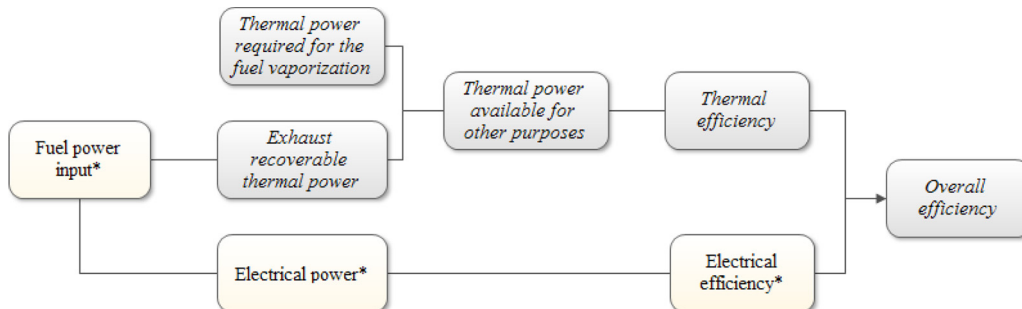 Thermal power
required for the
fuel vaporization
Thermal power
available for
other purposes
Thermal
efficiency
Fuel power
input*
Exhaust
recoverable
thermal power
Overall
efficiency
Electrical power*
Electrical
efficiency*